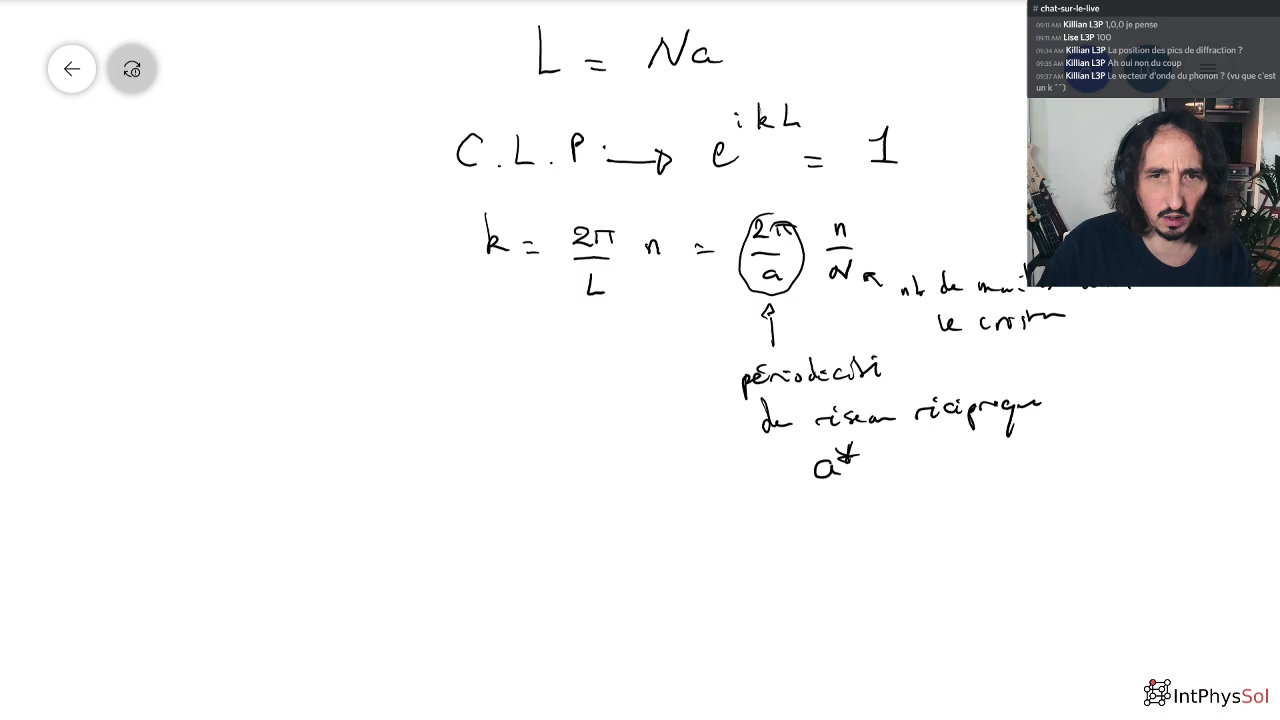 L = Na
C.L.P. → e^{ikL} = 1
k = 2π/L n = 2π/a n/N
nb de
le
périodicité
du réseau réciproque
a*
# chat-sur-le-live
09:11 AM Killian L3P 1,0,0 je pense
09:11 AM Lise L3P 100
09:34 AM Killian L3P La position des pics de diffraction ?
09:35 AM Killian L3P Ah oui non du coup
09:37 AM Killian L3P Le vecteur d'onde du phonon ? (vu que c'est
un k ^^)
IntPhysSol